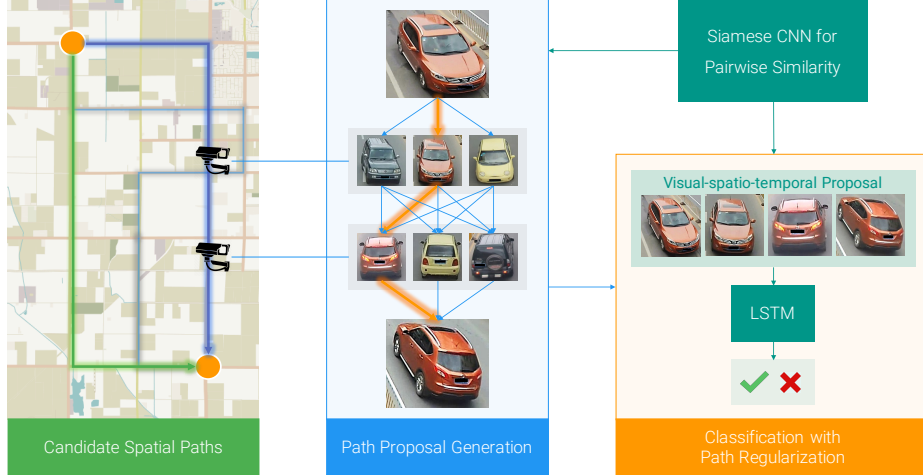 Siamese CNN for
Pairwise Similarity
Visual-spatio-temporal Proposal
LSTM
Candidate Spatial Paths
Path Proposal Generation
Classification with
Path Regularization